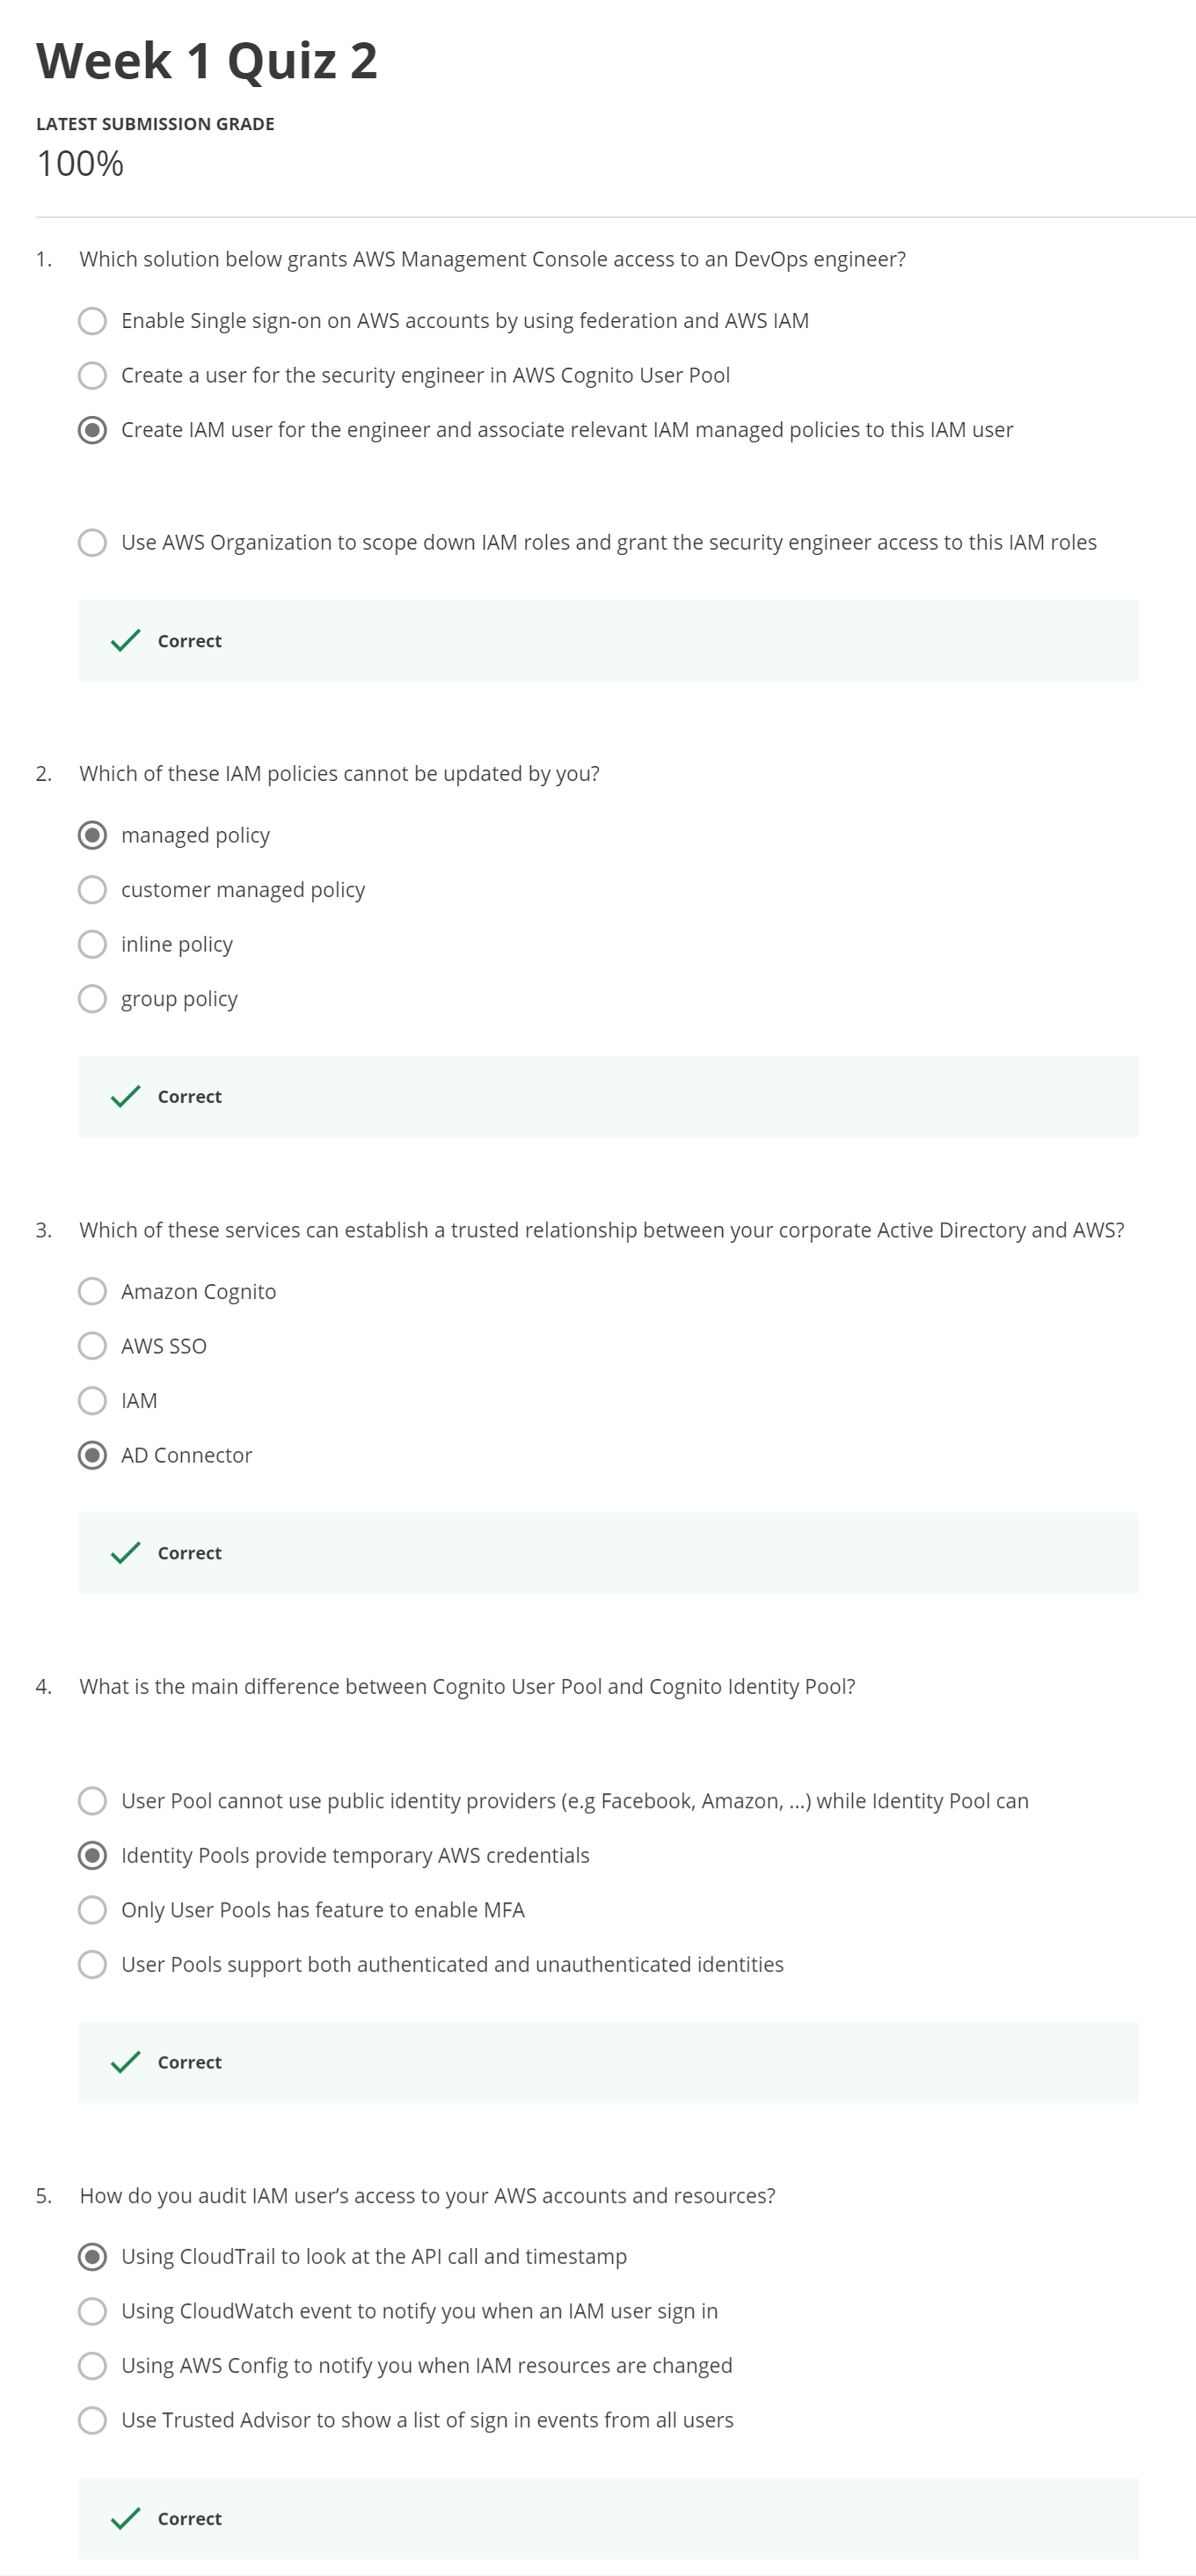 Week 1 Quiz 2
LATEST SUBMISSION GRADE
100%
1. Which solution below grants AWS Management Console access to an DevOps engineer?
Enable Single sign-on on AWS accounts by using federation and AWS IAM
Create a user for the security engineer in AWS Cognito User Pool
Create IAM user for the engineer and associate relevant IAM managed policies to this IAM user
Use AWS Organization to scope down IAM roles and grant the security engineer access to this IAM roles
Correct
2. Which of these IAM policies cannot be updated by you?
managed policy
customer managed policy
inline policy
group policy
Correct
3. Which of these services can establish a trusted relationship between your corporate Active Directory and AWS?
Amazon Cognito
AWS SSO
IAM
AD Connector
Correct
4. What is the main difference between Cognito User Pool and Cognito Identity Pool?
User Pool cannot use public identity providers (e.g Facebook, Amazon, ...) while Identity Pool can
Identity Pools provide temporary AWS credentials
Only User Pools has feature to enable MFA
User Pools support both authenticated and unauthenticated identities
Correct
5. How do you audit IAM user’s access to your AWS accounts and resources?
Using CloudTrail to look at the API call and timestamp
Using CloudWatch event to notify you when an IAM user sign in
Using AWS Config to notify you when IAM resources are changed
Use Trusted Advisor to show a list of sign in events from all users
Correct